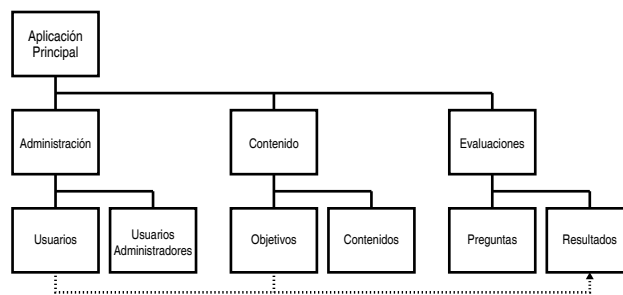 Aplicación
Principal
Administración
Contenido
Evaluaciones
Usuarios
Usuarios
Administradores
Objetivos
Contenidos
Preguntas
Resultados